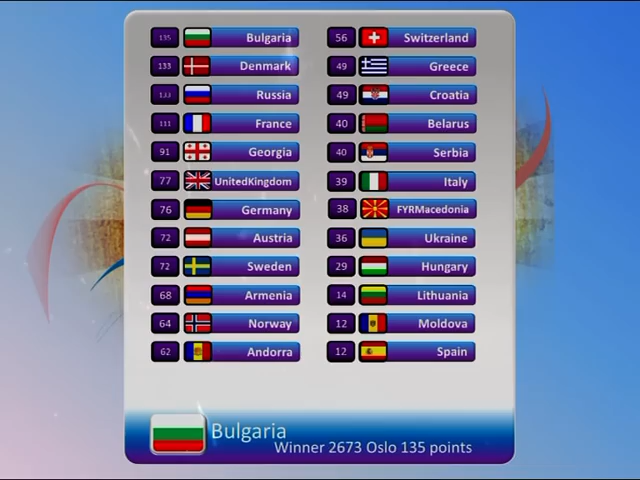 135 Bulgaria
133 Denmark
Russia
111 France
91 Georgia
77 UnitedKingdom
76 Germany
72 Austria
72 Sweden
68 Armenia
64 Norway
62 Andorra
56 Switzerland
49 Greece
49 Croatia
40 Belarus
40 Serbia
39 Italy
38 FYRMacedonia
36 Ukraine
29 Hungary
14 Lithuania
12 Moldova
12 Spain
Bulgaria
Winner 2673 Oslo 135 points